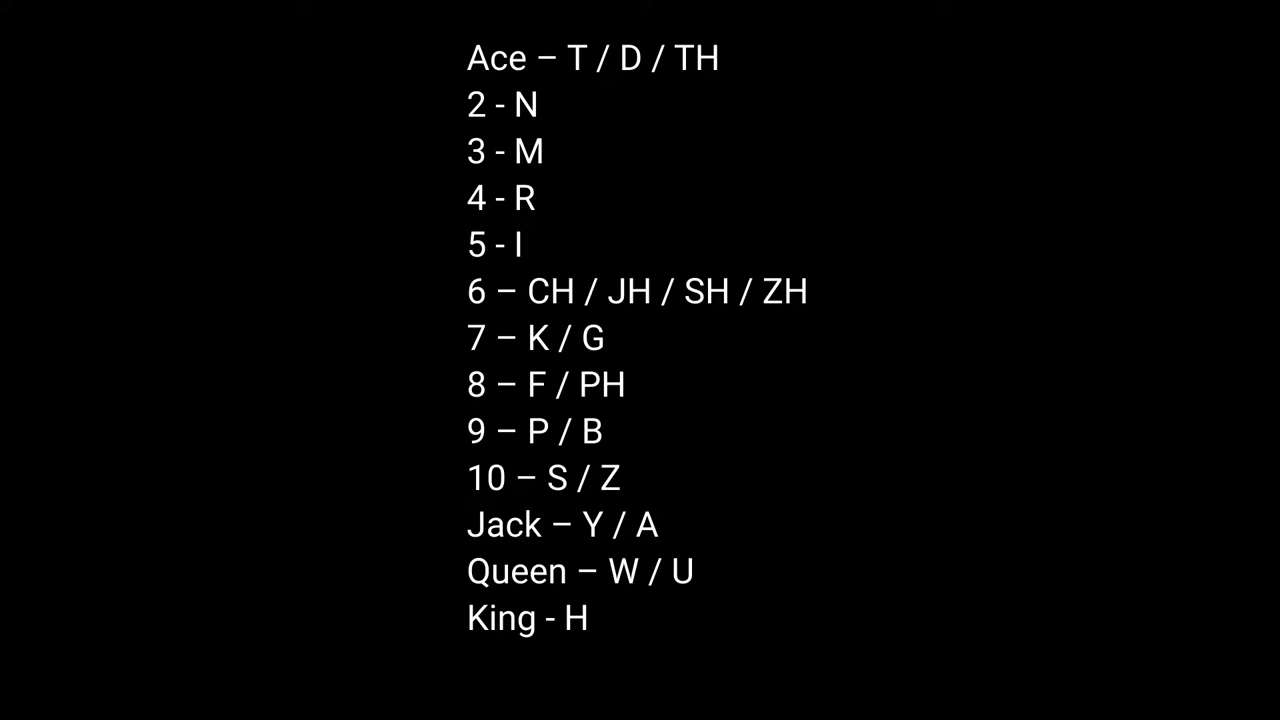 Ace – T / D / TH
2 - N
3 - M
4 - R
5 - l
6 – CH / JH / SH / ZH
7 – K / G
8 – F / PH
9 – P / B
10 – S / Z
Jack – Y / A
Queen – W / U
King - H